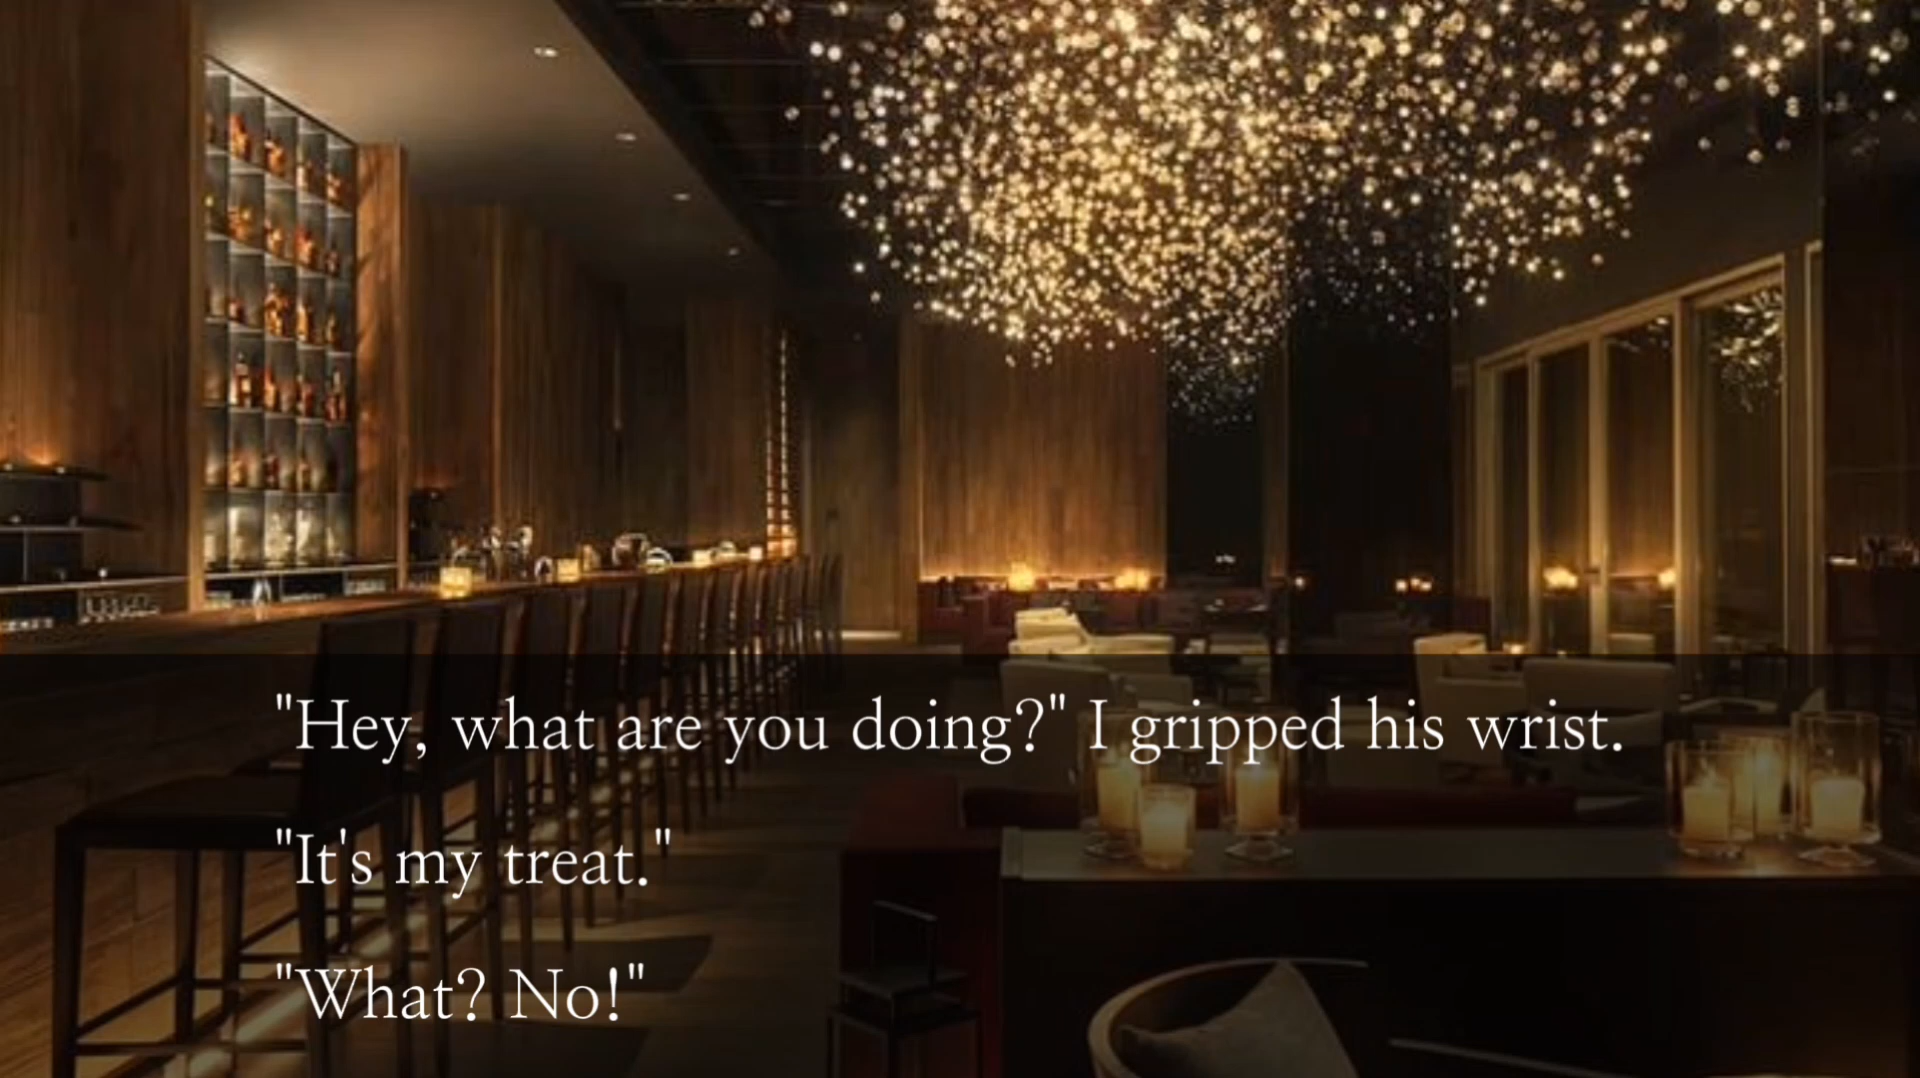 "Hey, what are you doing?" I gripped his wrist.
"It's my treat."
"What? No!"